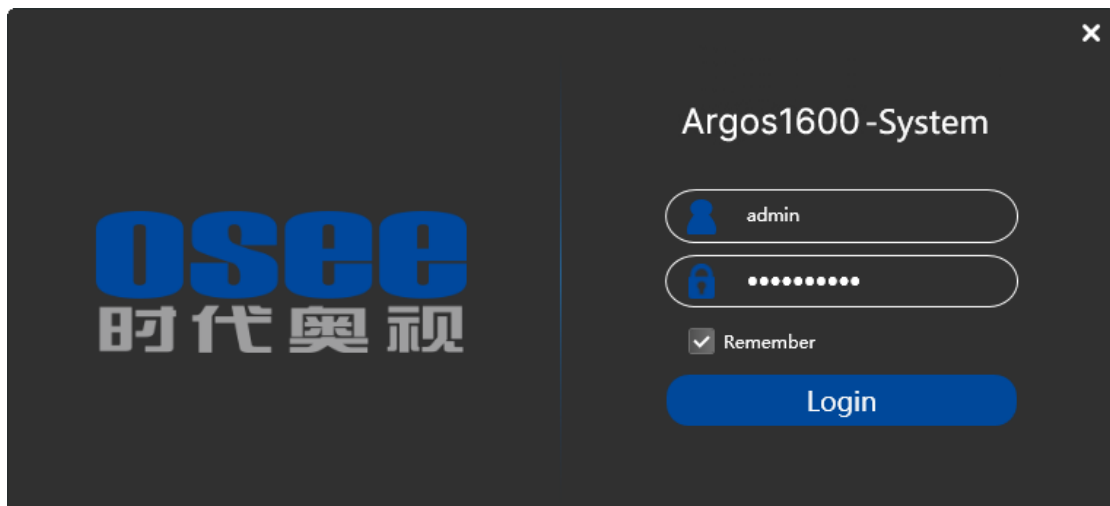 Argos1600-System
osee
时代奥视
admin
••••••••••
Remember
Login